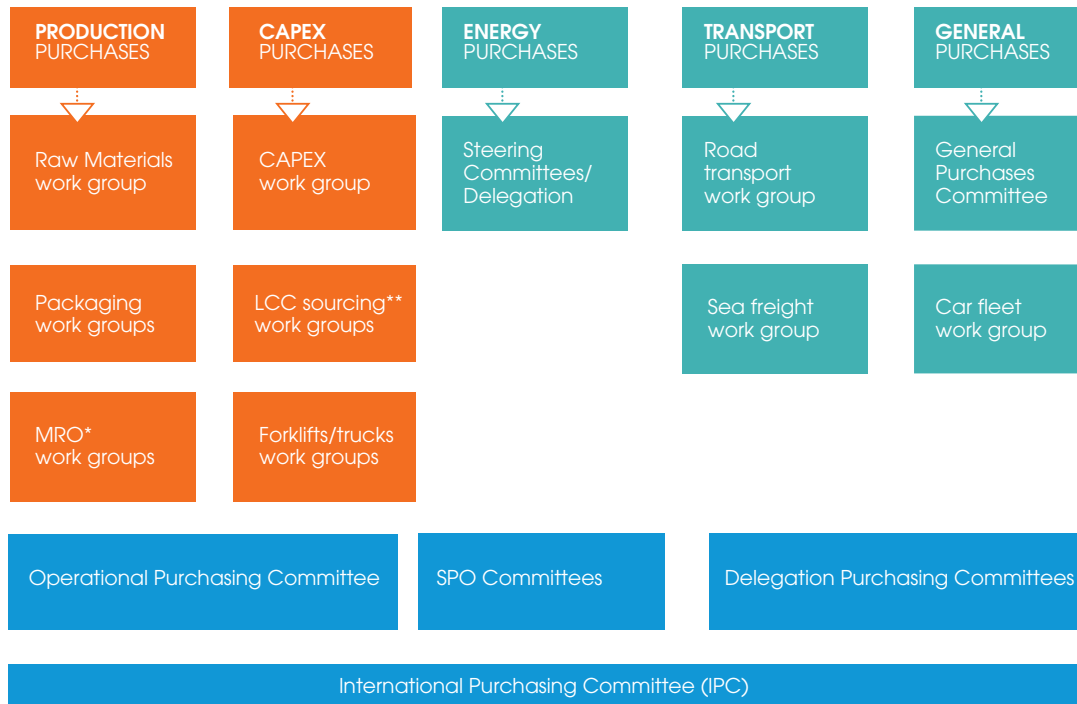 PRODUCTION
PURCHASES
CAPEX
PURCHASES
ENERGY
PURCHASES
TRANSPORT
PURCHASES
GENERAL
PURCHASES
Raw Materials
work group
CAPEX
work group
Steering
Committees/
Delegation
Road
transport
work group
General
Purchases
Committee
Packaging
work groups
LCC sourcing**
work groups
Sea freight
work group
Car fleet
work group
MRO*
work groups
Forklifts/trucks
work groups
Operational Purchasing Committee
SPO Committees
Delegation Purchasing Committees
International Purchasing Committee (IPC)